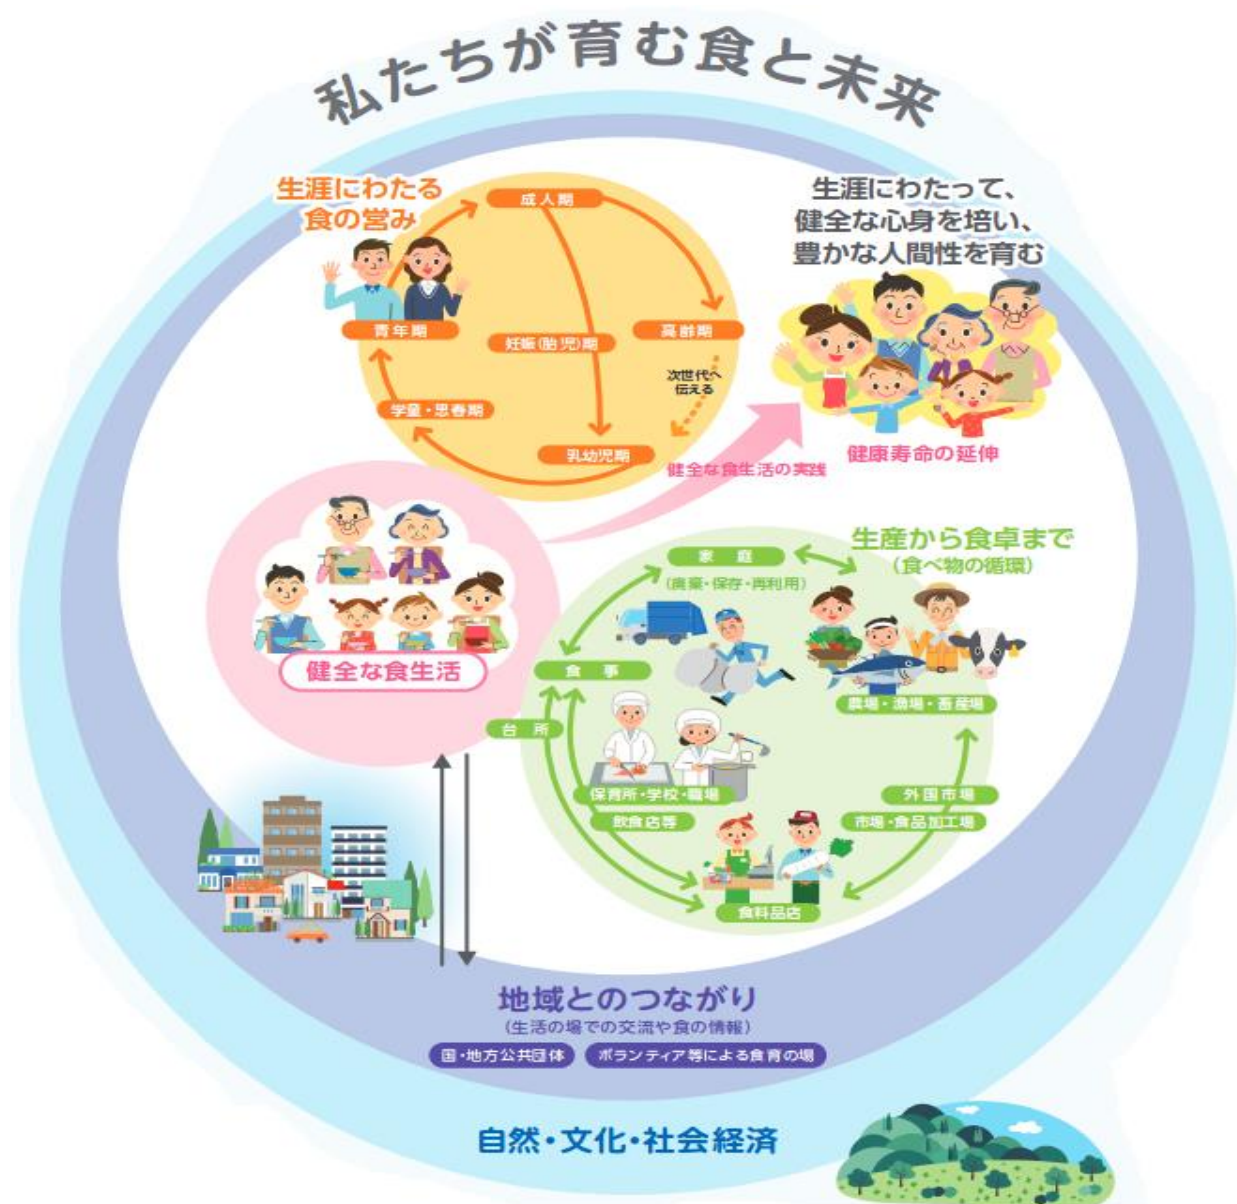 私たちが育む食と未来
生涯にわたる
食の営み
成人期
青年期
妊娠(胎児)期
高齢期
次世代へ
伝える
学童・思春期
乳幼児期
生涯にわたって、
健全な心身を培い、
豊かな人間性を育む
健康寿命の延伸
健全な食生活の実践
健全な食生活
生産から食卓まで
(食べ物の循環)
家庭
(廃棄・保存・再利用)
食事
台所
農場・漁場・畜産場
保育所・学校・職場
飲食店等
外国市場
市場・食品加工場
食料品店
地域とのつながり
(生活の場での交流や食の情報)
国・地方公共団体
ボランティア等による食育の場
自然・文化・社会経済